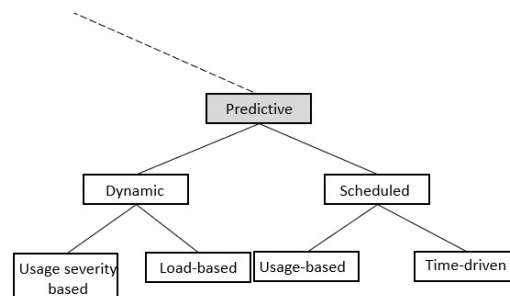 Predictive
Dynamic
Scheduled
Usage severity
based
Load-based
Usage-based
Time-driven